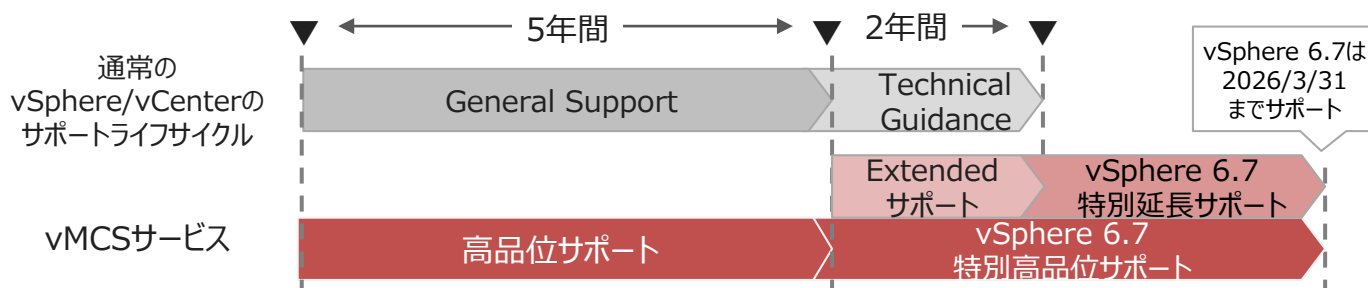 5年間
2年間
vSphere 6.7は
2026/3/31
までサポート
通常の
vSphere/vCenterの
サポートライフサイクル
General Support
Technical
Guidance
Extended
サポート
vSphere 6.7
特別延長サポート
vMCSサービス
高品位サポート
vSphere 6.7
特別高品位サポート